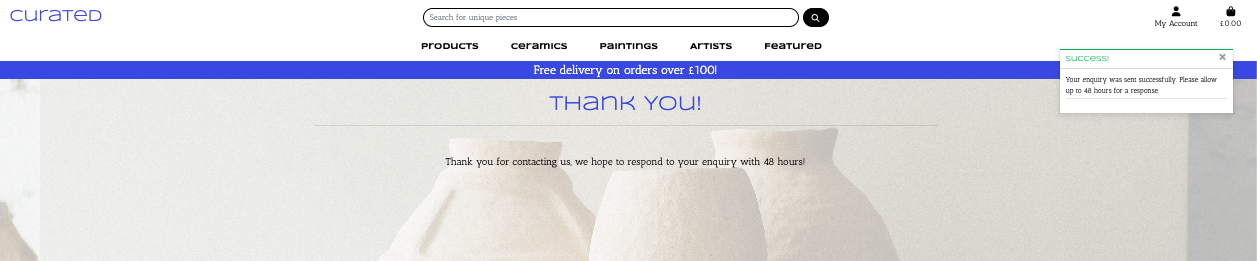 curated
Search for unique pieces
My Account
£0.00
Products
Ceramics
Paintings
Artists
Featured
Free delivery on orders over £100!
Success!
×
Your enquiry was sent successfully. Please allow
up to 48 hours for a response.
Thank You!
Thank you for contacting us, we hope to respond to your enquiry with 48 hours!